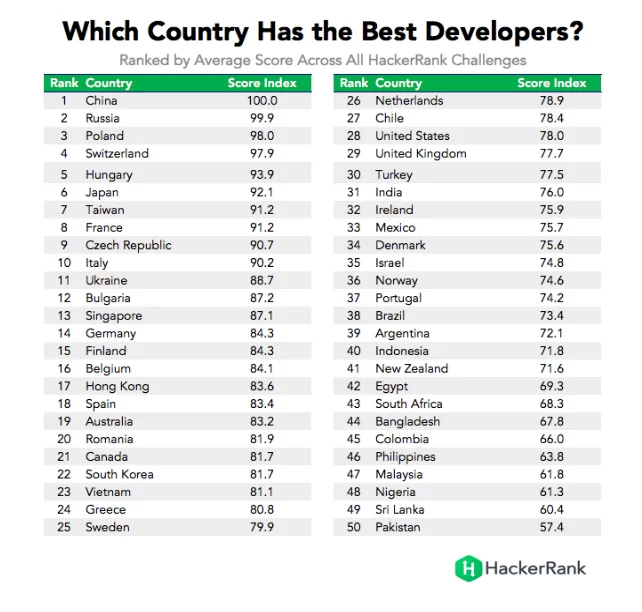 Which Country Has the Best Developers?
Ranked by Average Score Across All HackerRank Challenges
Rank Country Score Index
1 China 100.0
2 Russia 99.9
3 Poland 98.0
4 Switzerland 97.9
5 Hungary 93.9
6 Japan 92.1
7 Taiwan 91.2
8 France 91.2
9 Czech Republic 90.7
10 Italy 90.2
11 Ukraine 88.7
12 Bulgaria 87.2
13 Singapore 87.1
14 Germany 84.3
15 Finland 84.3
16 Belgium 84.1
17 Hong Kong 83.6
18 Spain 83.4
19 Australia 83.2
20 Romania 81.9
21 Canada 81.7
22 South Korea 81.7
23 Vietnam 81.1
24 Greece 80.8
25 Sweden 79.9
Rank Country Score Index
26 Netherlands 78.9
27 Chile 78.4
28 United States 78.0
29 United Kingdom 77.7
30 Turkey 77.5
31 India 76.0
32 Ireland 75.9
33 Mexico 75.7
34 Denmark 75.6
35 Israel 74.8
36 Norway 74.6
37 Portugal 74.2
38 Brazil 73.4
39 Argentina 72.1
40 Indonesia 71.8
41 New Zealand 71.6
42 Egypt 69.3
43 South Africa 68.3
44 Bangladesh 67.8
45 Colombia 66.0
46 Philippines 63.8
47 Malaysia 61.8
48 Nigeria 61.3
49 Sri Lanka 60.4
50 Pakistan 57.4
H HackerRank